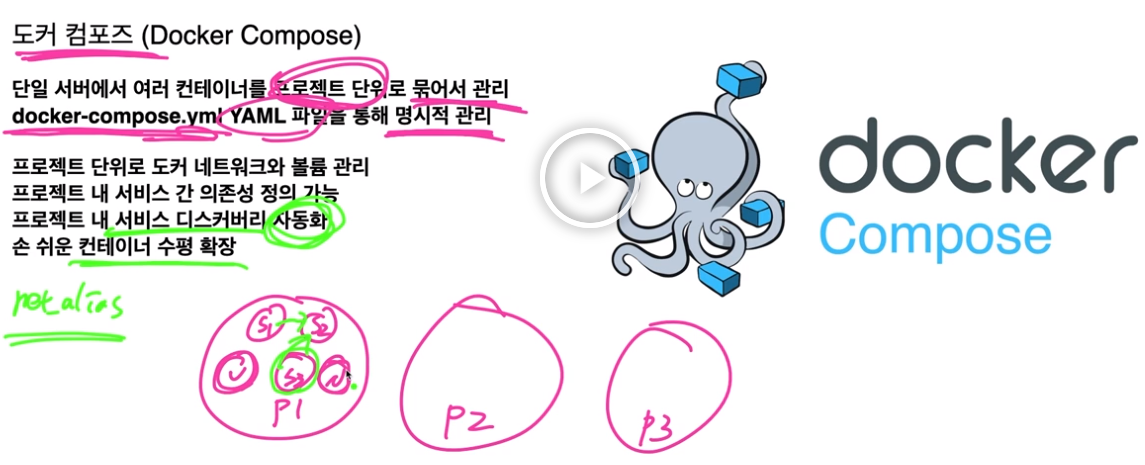 도커 컴포즈 (Docker Compose)
단일 서버에서 여러 컨테이너를 프로젝트 단위로 묶어서 관리
docker-compose.yml YAML 파일을 통해 명시적 관리
프로젝트 단위로 도커 네트워크와 볼륨 관리
프로젝트 내 서비스 간 의존성 정의 가능
프로젝트 내 서비스 디스커버리 자동화
손 쉬운 컨테이너 수평 확장
docker
Compose
net alias
S1 S2
V S3 N
P1
P2
P3